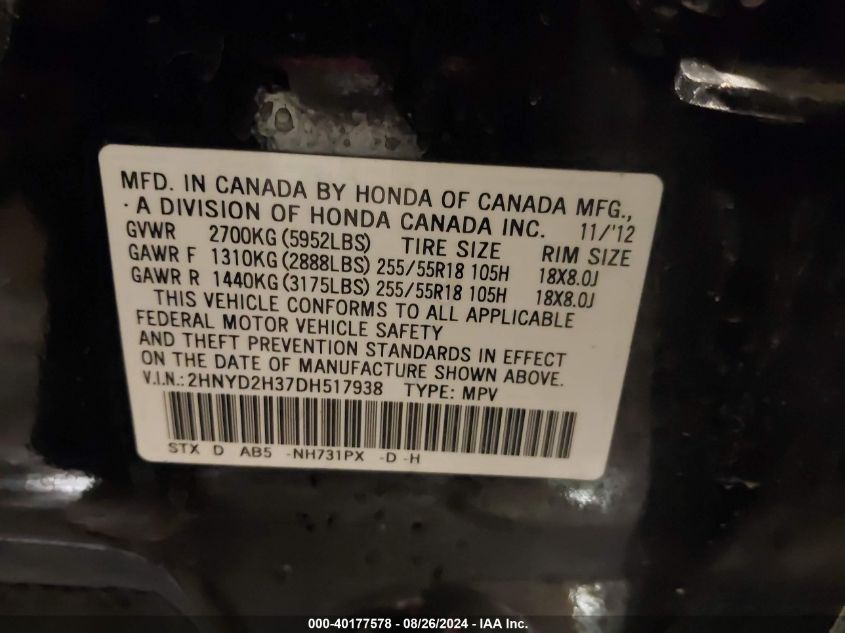 MFD. IN CANADA BY HONDA OF CANADA MFG.,
· A DIVISION OF HONDA CANADA INC. 11/'12
GVWR 2700KG (5952LBS) TIRE SIZE RIM SIZE
GAWR F 1310KG (2888LBS) 255/55R18 105H 18X8.0J
GAWR R 1440KG (3175LBS) 255/55R18 105H 18X8.0J
THIS VEHICLE CONFORMS TO ALL APPLICABLE
FEDERAL MOTOR VEHICLE SAFETY
AND THEFT PREVENTION STANDARDS IN EFFECT
ON THE DATE OF MANUFACTURE SHOWN ABOVE.
V.I.N.: 2HNYD2H37DH517938 TYPE: MPV
STX D AB5 -NH731PX -D -H
000-40177578 - 08/26/2024 - IAA Inc.